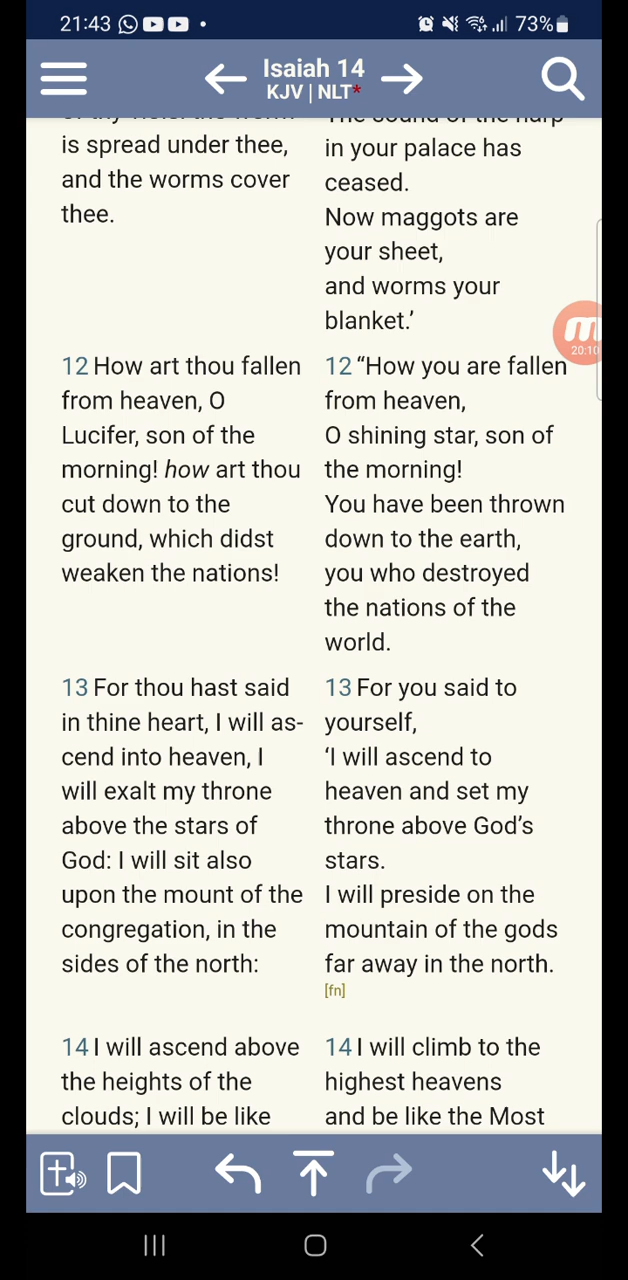 21:43
73%
Isaiah 14
KJV | NLT*
is spread under thee,
and the worms cover
thee.
The sound of the harp
in your palace has
ceased.
Now maggots are
your sheet,
and worms your
blanket.’
20:10
12 How art thou fallen
from heaven, O
Lucifer, son of the
morning! how art thou
cut down to the
ground, which didst
weaken the nations!
12 “How you are fallen
from heaven,
O shining star, son of
the morning!
You have been thrown
down to the earth,
you who destroyed
the nations of the
world.
13 For thou hast said
in thine heart, I will as-
cend into heaven, I
will exalt my throne
above the stars of
God: I will sit also
upon the mount of the
congregation, in the
sides of the north:
13 For you said to
yourself,
‘I will ascend to
heaven and set my
throne above God’s
stars.
I will preside on the
mountain of the gods
far away in the north.
[fn]
14 I will ascend above
the heights of the
clouds; I will be like
14 I will climb to the
highest heavens
and be like the Most